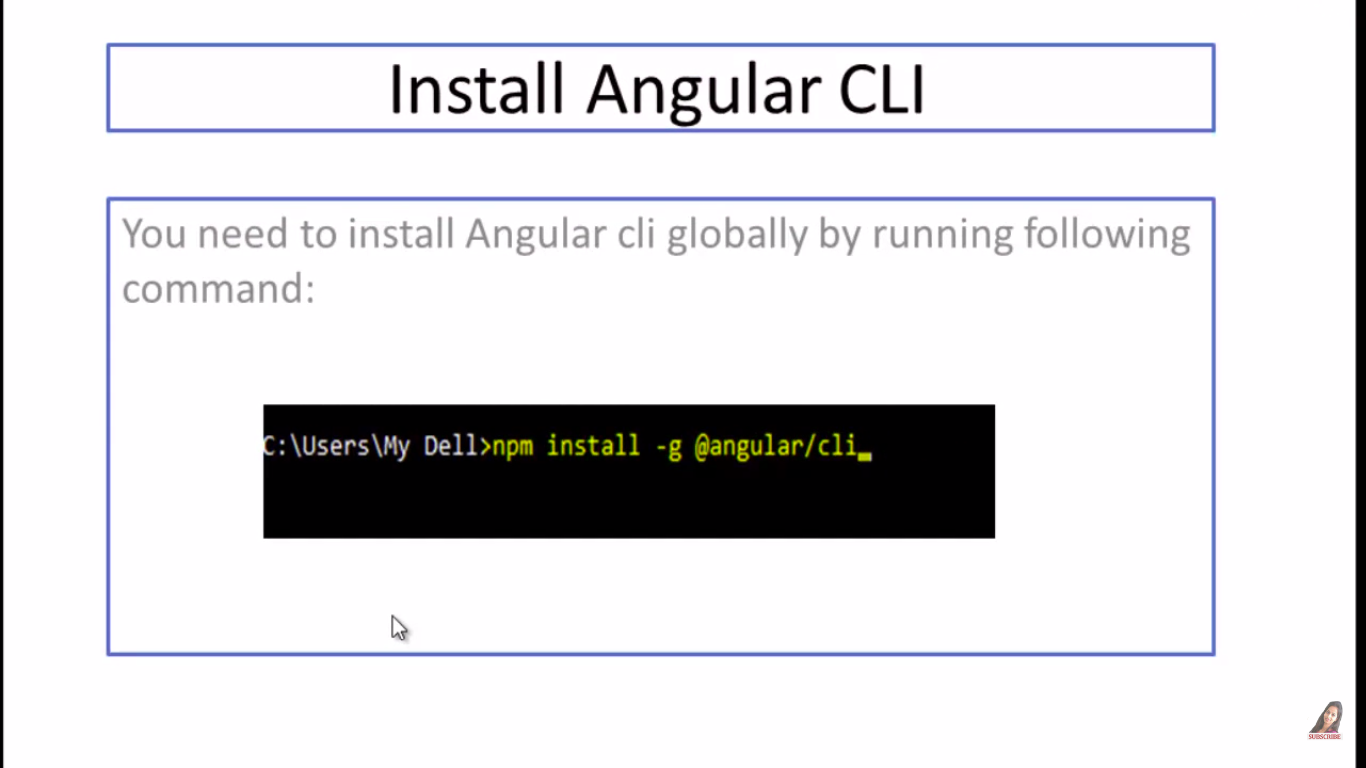 Install Angular CLI
You need to install Angular cli globally by running following
command:
C:\Users\My Dell>npm install -g @angular/cli
SUBSCRIBE